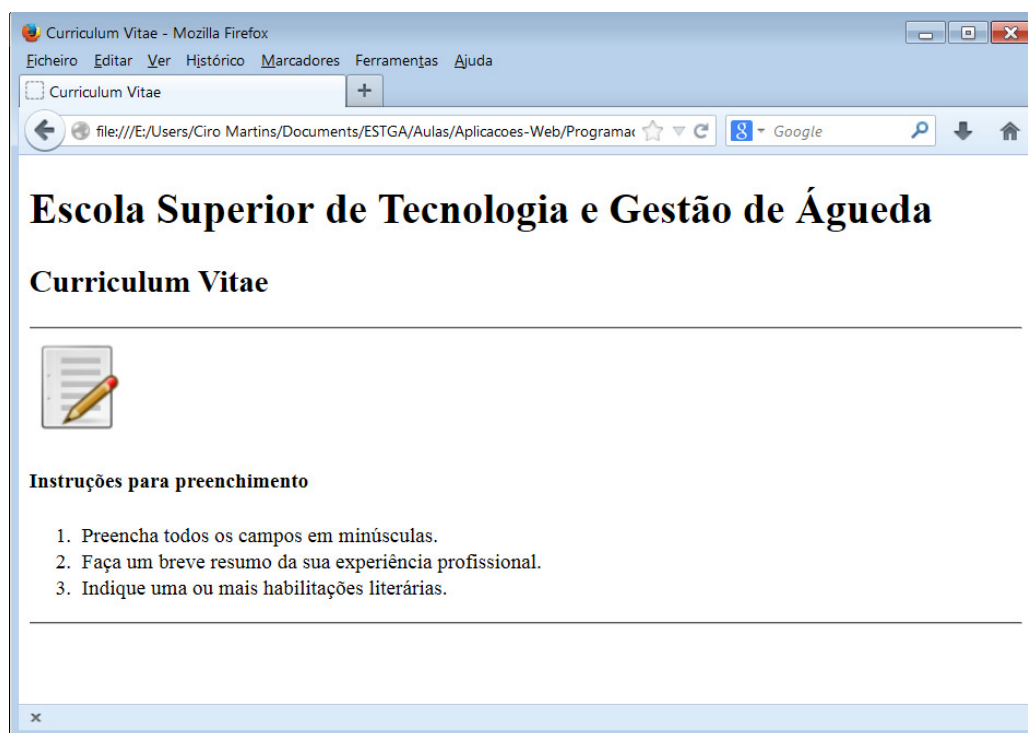 Curriculum Vitae - Mozilla Firefox
Ficheiro Editar Ver Histórico Marcadores Ferramentas Ajuda
Curriculum Vitae +
file:///E:/Users/Ciro Martins/Documents/ESTGA/Aulas/Aplicacoes-Web/Programac 8 Google
Escola Superior de Tecnologia e Gestão de Águeda
Curriculum Vitae
Instruções para preenchimento
1. Preencha todos os campos em minúsculas.
2. Faça um breve resumo da sua experiência profissional.
3. Indique uma ou mais habilitações literárias.